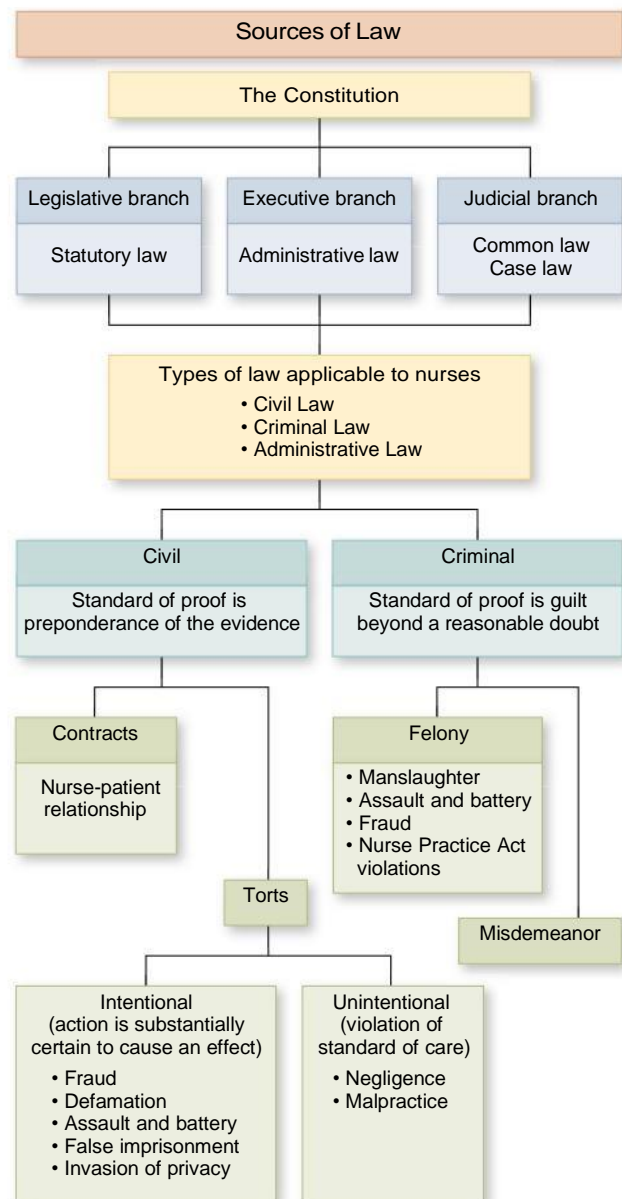 Sources of Law
The Constitution
Legislative branch
Statutory law
Executive branch
Administrative law
Judicial branch
Common law
Case law
Types of law applicable to nurses
• Civil Law
• Criminal Law
• Administrative Law
Civil
Standard of proof is
preponderance of the evidence
Criminal
Standard of proof is guilt
beyond a reasonable doubt
Contracts
Nurse-patient
relationship
Felony
• Manslaughter
• Assault and battery
• Fraud
• Nurse Practice Act
violations
Torts
Misdemeanor
Intentional
(action is substantially
certain to cause an effect)
• Fraud
• Defamation
• Assault and battery
• False imprisonment
• Invasion of privacy
Unintentional
(violation of
standard of care)
• Negligence
• Malpractice